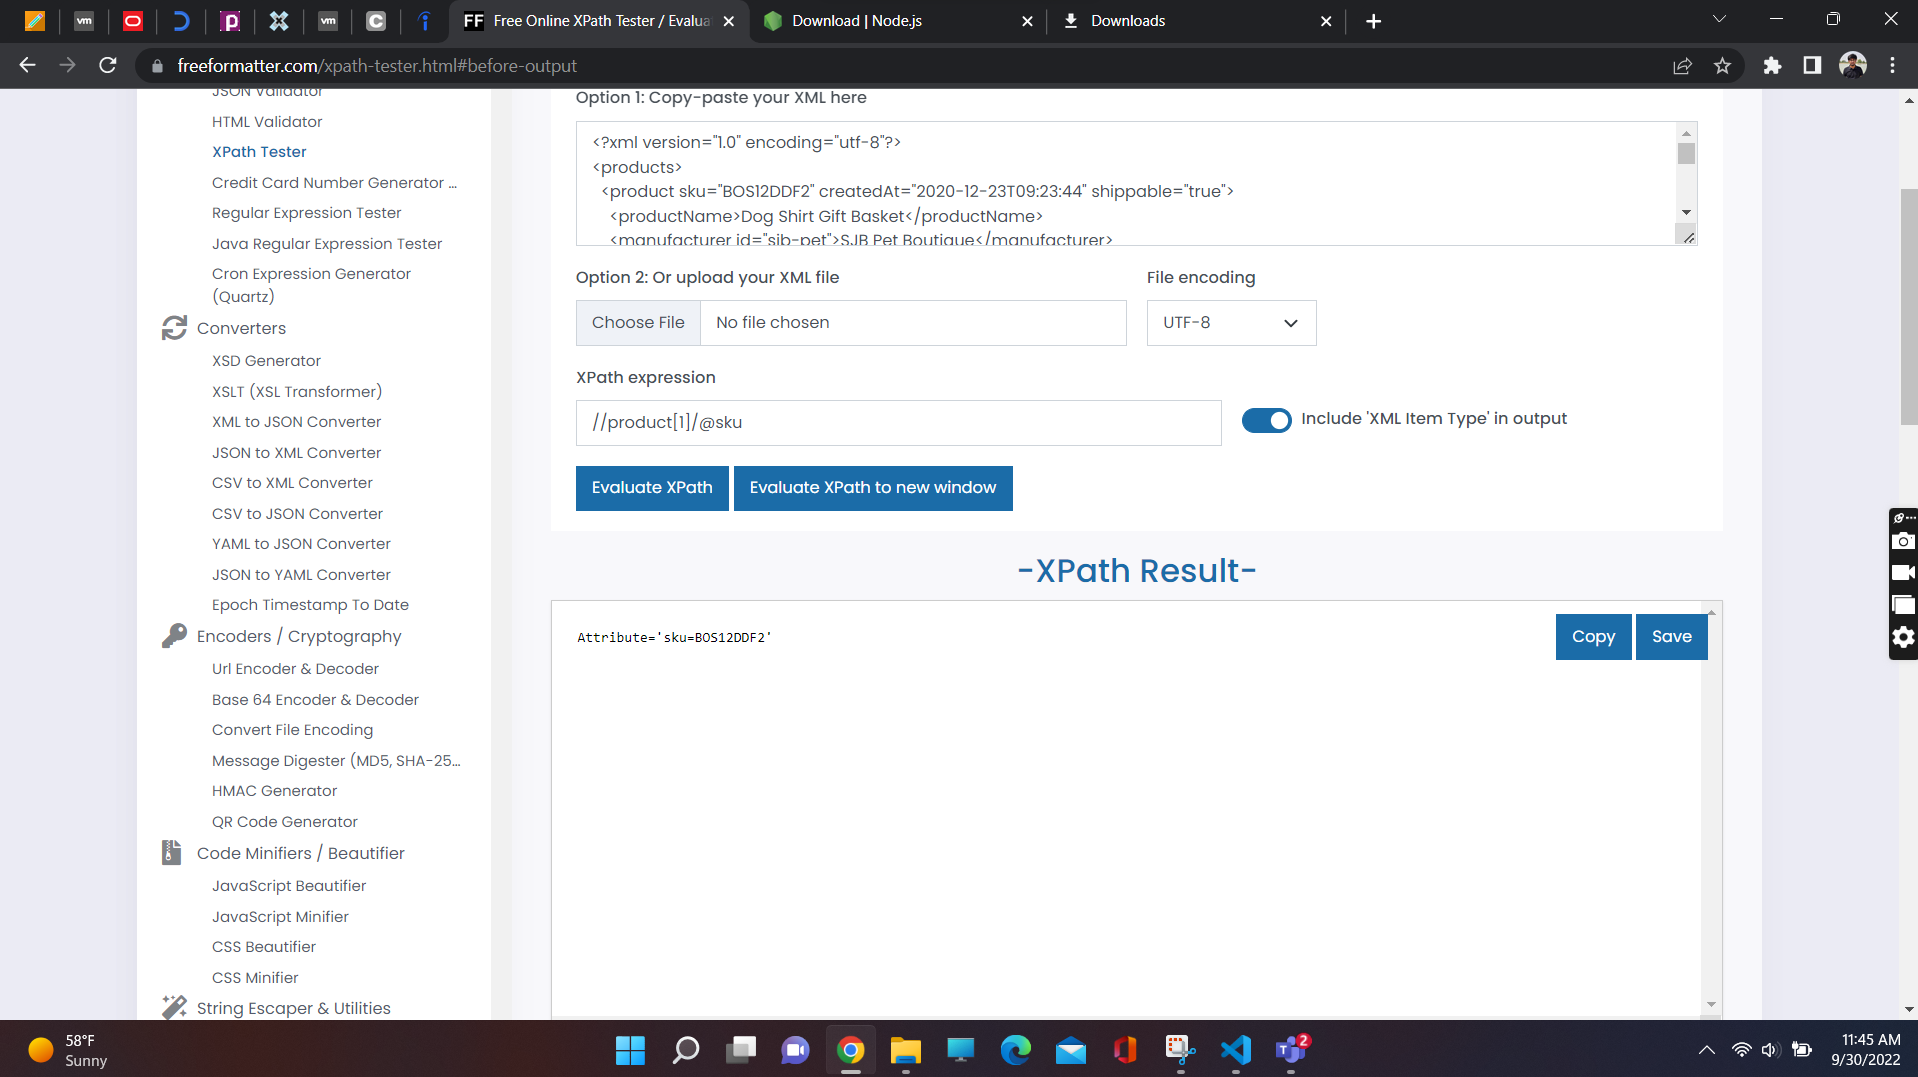 vm
vm
C
FF Free Online XPath Tester / Evalua
Download | Node.js
Downloads
freeformatter.com/xpath-tester.html#before-output
JSON Validator
HTML Validator
XPath Tester
Credit Card Number Generator ...
Regular Expression Tester
Java Regular Expression Tester
Cron Expression Generator
(Quartz)
Converters
XSD Generator
XSLT (XSL Transformer)
XML to JSON Converter
JSON to XML Converter
CSV to XML Converter
CSV to JSON Converter
YAML to JSON Converter
JSON to YAML Converter
Epoch Timestamp To Date
Encoders / Cryptography
Url Encoder & Decoder
Base 64 Encoder & Decoder
Convert File Encoding
Message Digester (MD5, SHA-25...
HMAC Generator
QR Code Generator
Code Minifiers / Beautifier
JavaScript Beautifier
JavaScript Minifier
CSS Beautifier
CSS Minifier
String Escaper & Utilities
Option 1: Copy-paste your XML here
<?xml version="1.0" encoding="utf-8"?>
<products>
<product sku="BOS12DDF2" createdAt="2020-12-23T09:23:44" shippable="true">
<productName>Dog Shirt Gift Basket</productName>
<manufacturer id="sjb-pet">SJB Pet Boutique</manufacturer>
Option 2: Or upload your XML file
File encoding
Choose File No file chosen
UTF-8
XPath expression
//product[1]/@sku
Include 'XML Item Type' in output
Evaluate XPath
Evaluate XPath to new window
-XPath Result-
Attribute='sku=BOS12DDF2'
Copy
Save
58°F
Sunny
2
11:45 AM
9/30/2022